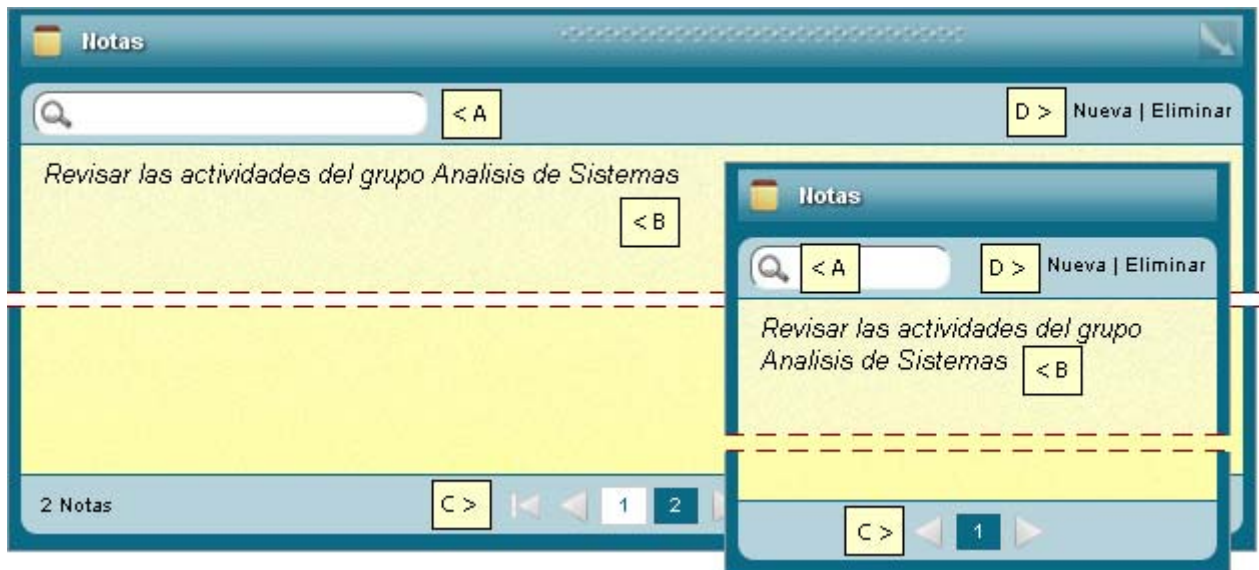 Notas
< A
D >
Nueva | Eliminar
Revisar las actividades del grupo Analisis de Sistemas
< B
2 Notas
C >
1
2
Notas
< A
D >
Nueva | Eliminar
Revisar las actividades del grupo
Analisis de Sistemas
< B
C >
1